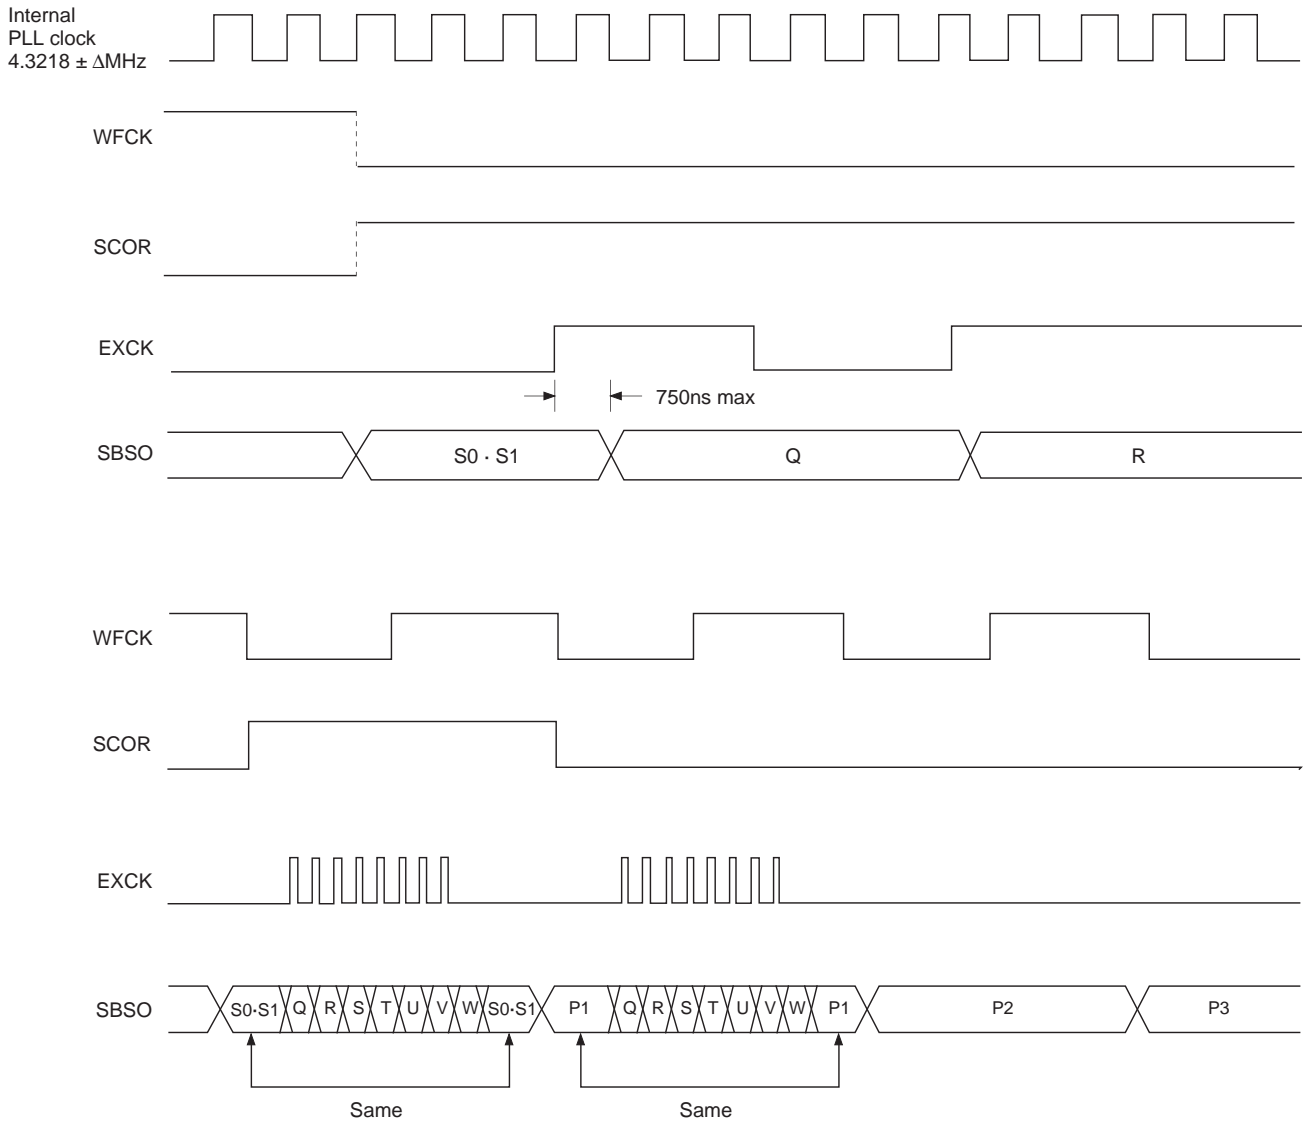 Internal
PLL clock
4.3218 ± ΔMHz
WFCK
SCOR
EXCK
750ns max
SBSO
S0 · S1
Q
R
WFCK
SCOR
EXCK
SBSO
S0·S1 Q R S T U V W S0·S1 P1 Q R S T U V W P1 P2 P3
Same
Same